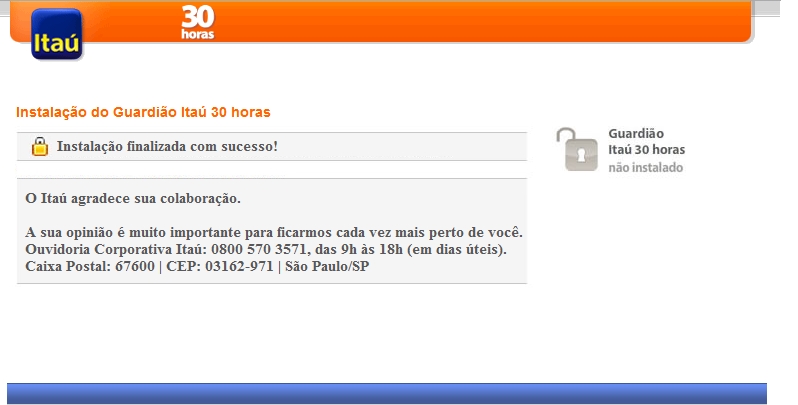 Itaú
30
horas
Instalação do Guardião Itaú 30 horas
Instalação finalizada com sucesso!
Guardião
Itaú 30 horas
não instalado
O Itaú agradece sua colaboração.
A sua opinião é muito importante para ficarmos cada vez mais perto de você.
Ouvidoria Corporativa Itaú: 0800 570 3571, das 9h às 18h (em dias úteis).
Caixa Postal: 67600 | CEP: 03162-971 | São Paulo/SP